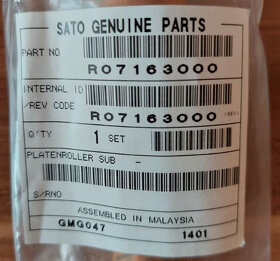 SATO GENUINE PARTS
PART NO
R07163000
INTERNAL ID
/REV CODE
R07163000 (REV)
Q'TY 1 SET
PLATENROLLER SUB -
S/RNO
ASSEMBLED IN MALAYSIA
GMG047 1401